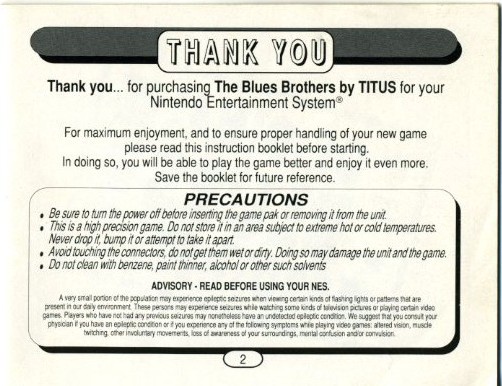 THANK YOU
Thank you... for purchasing The Blues Brothers by TITUS for your
Nintendo Entertainment System®
For maximum enjoyment, and to ensure proper handling of your new game
please read this instruction booklet before starting.
In doing so, you will be able to play the game better and enjoy it even more.
Save the booklet for future reference.
PRECAUTIONS
• Be sure to turn the power off before inserting the game pak or removing it from the unit.
• This is a high precision game. Do not store it in an area subject to extreme hot or cold temperatures.
Never drop it, bump it or attempt to take it apart.
• Avoid touching the connectors, do not get them wet or dirty. Doing so may damage the unit and the game.
• Do not clean with benzene, paint thinner, alcohol or other such solvents
ADVISORY - READ BEFORE USING YOUR NES.
A very small portion of the population may experience epileptic seizures when viewing certain kinds of flashing lights or patterns that are
present in our daily environment. These persons may experience seizures while watching some kinds of television pictures or playing certain video
games. Players who have not had any previous seizures may nonetheless have an undetected epileptic condition. We suggest that you consult your
physician if you have an epileptic condition or if you experience any of the following symptoms while playing video games: altered vision, muscle
twitching, other involuntary movements, loss of awareness of your surroundings, mental confusion and/or convulsion.
2